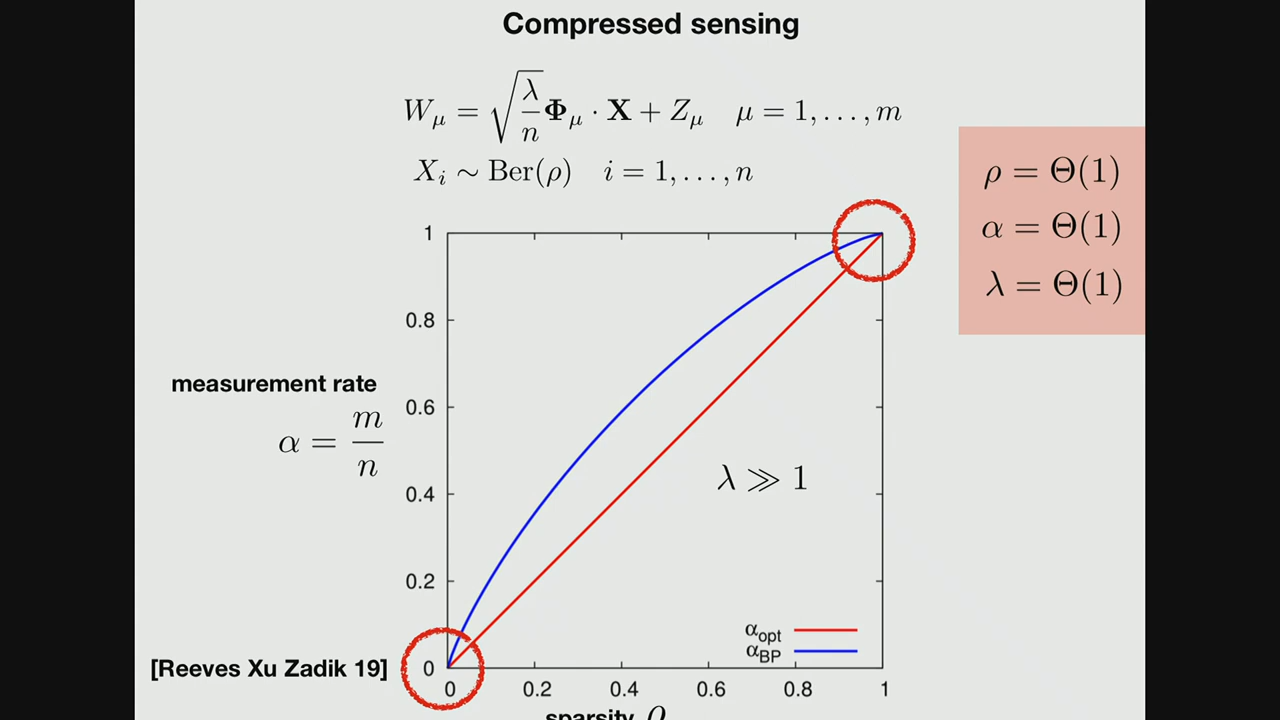 Compressed sensing
W_μ = √(λ/n) Φ_μ · X + Z_μ   μ = 1, . . . , m
X_i ∼ Ber(ρ)   i = 1, . . . , n
ρ = Θ(1)
α = Θ(1)
λ = Θ(1)
1
0.8
measurement rate
α = m/n
0.6
0.4
λ ≫ 1
0.2
α_opt
α_BP
[Reeves Xu Zadik 19]
0
0 0.2 0.4 0.6 0.8 1
sparsity ρ